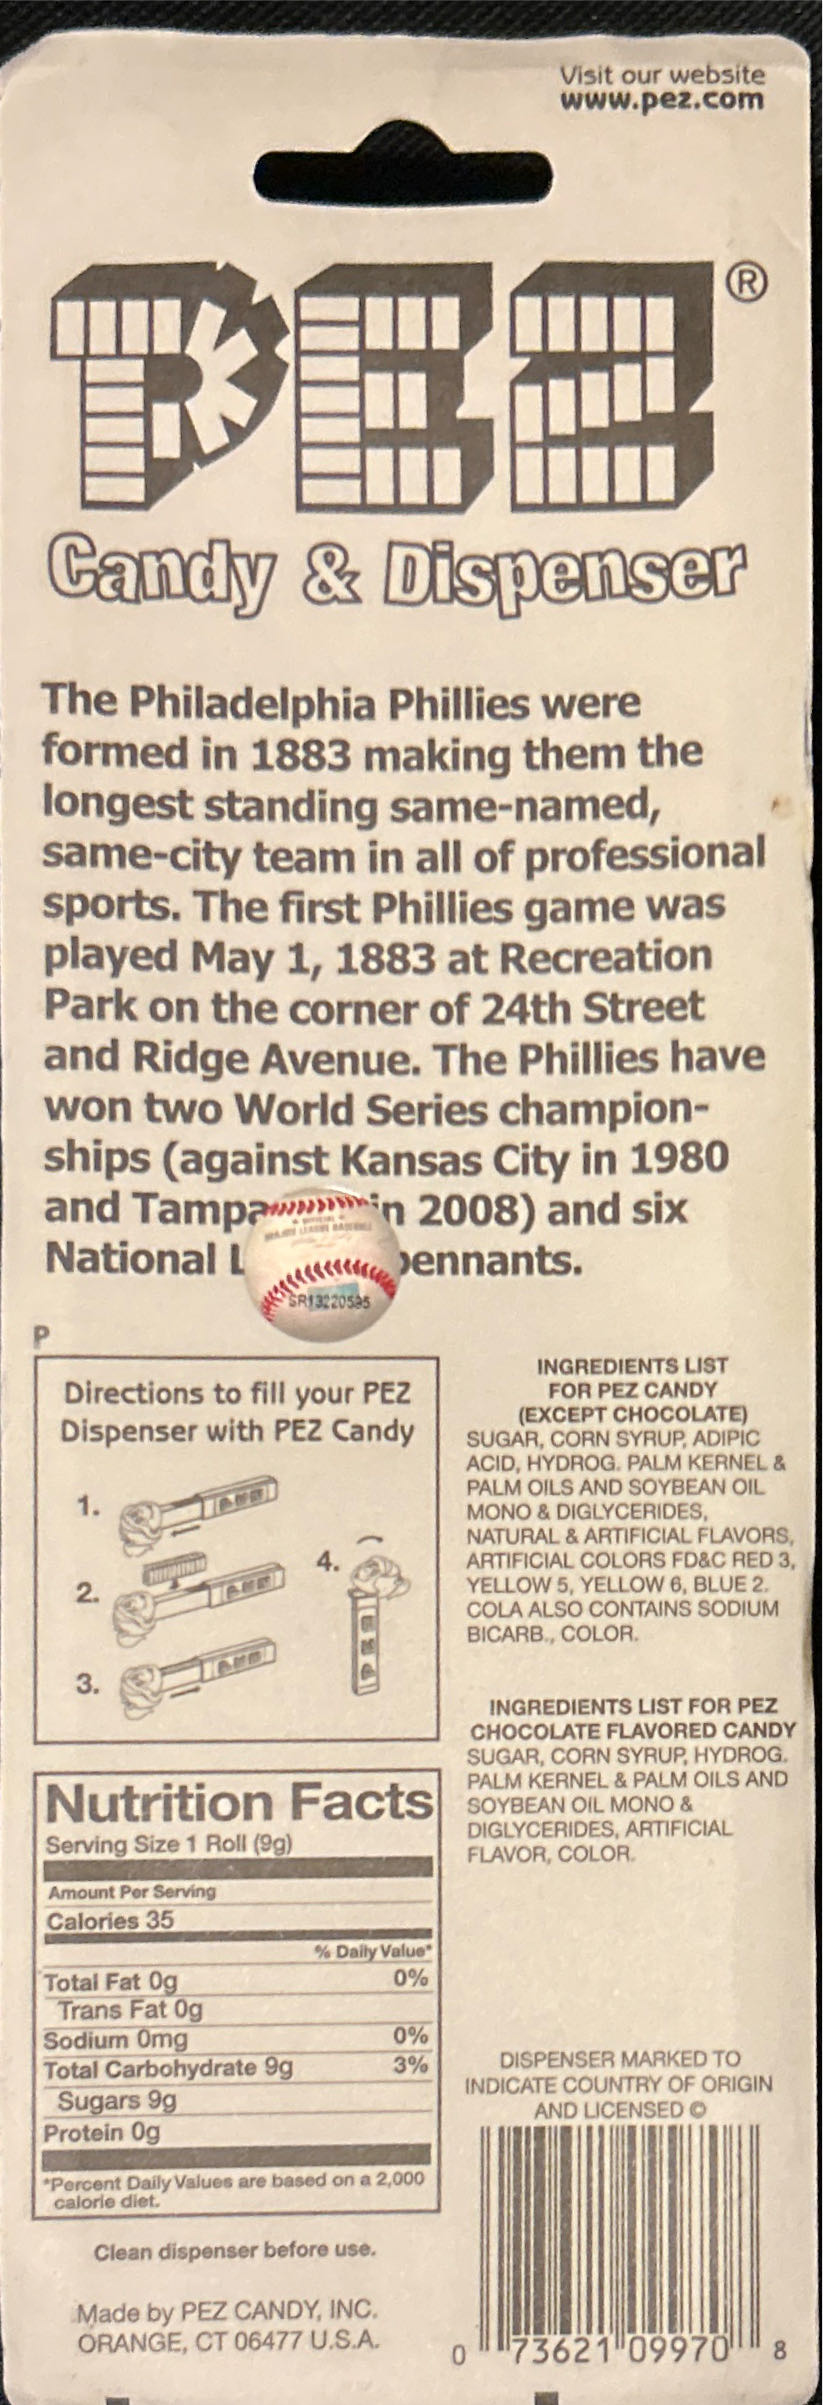 Visit our website
www.pez.com
PEZ®
Candy & Dispenser
The Philadelphia Phillies were
formed in 1883 making them the
longest standing same-named,
same-city team in all of professional
sports. The first Phillies game was
played May 1, 1883 at Recreation
Park on the corner of 24th Street
and Ridge Avenue. The Phillies have
won two World Series champion-
ships (against Kansas City in 1980
and Tampa in 2008) and six
National L pennants.
OFFICIAL
MAJOR LEAGUE BASEBALL
SR13220595
P
Directions to fill your PEZ
Dispenser with PEZ Candy
1.
PEZ
2.
PEZ
3.
PEZ
4.
PEZ
INGREDIENTS LIST
FOR PEZ CANDY
(EXCEPT CHOCOLATE)
SUGAR, CORN SYRUP, ADIPIC
ACID, HYDROG. PALM KERNEL &
PALM OILS AND SOYBEAN OIL
MONO & DIGLYCERIDES,
NATURAL & ARTIFICIAL FLAVORS,
ARTIFICIAL COLORS FD&C RED 3,
YELLOW 5, YELLOW 6, BLUE 2.
COLA ALSO CONTAINS SODIUM
BICARB., COLOR.
INGREDIENTS LIST FOR PEZ
CHOCOLATE FLAVORED CANDY
SUGAR, CORN SYRUP, HYDROG.
PALM KERNEL & PALM OILS AND
SOYBEAN OIL MONO &
DIGLYCERIDES, ARTIFICIAL
FLAVOR, COLOR.
Nutrition Facts
Serving Size 1 Roll (9g)
Amount Per Serving
Calories 35
% Daily Value*
Total Fat 0g 0%
Trans Fat 0g
Sodium 0mg 0%
Total Carbohydrate 9g 3%
Sugars 9g
Protein 0g
*Percent Daily Values are based on a 2,000
calorie diet.
Clean dispenser before use.
Made by PEZ CANDY, INC.
ORANGE, CT 06477 U.S.A.
DISPENSER MARKED TO
INDICATE COUNTRY OF ORIGIN
AND LICENSED ©
0 73621 09970 8